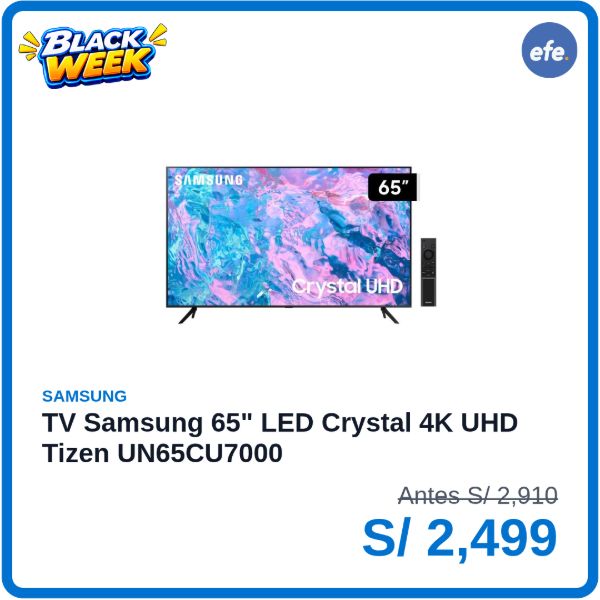 BLACK
WEEK
efe.
SAMSUNG
65"
Crystal UHD
SAMSUNG
TV Samsung 65" LED Crystal 4K UHD
Tizen UN65CU7000
Antes S/ 2,910
S/ 2,499